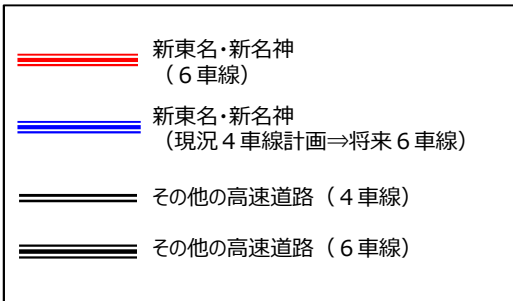 新東名・新名神
（６車線）
新東名・新名神
（現況４車線計画⇒将来６車線）
その他の高速道路（４車線）
その他の高速道路（６車線）